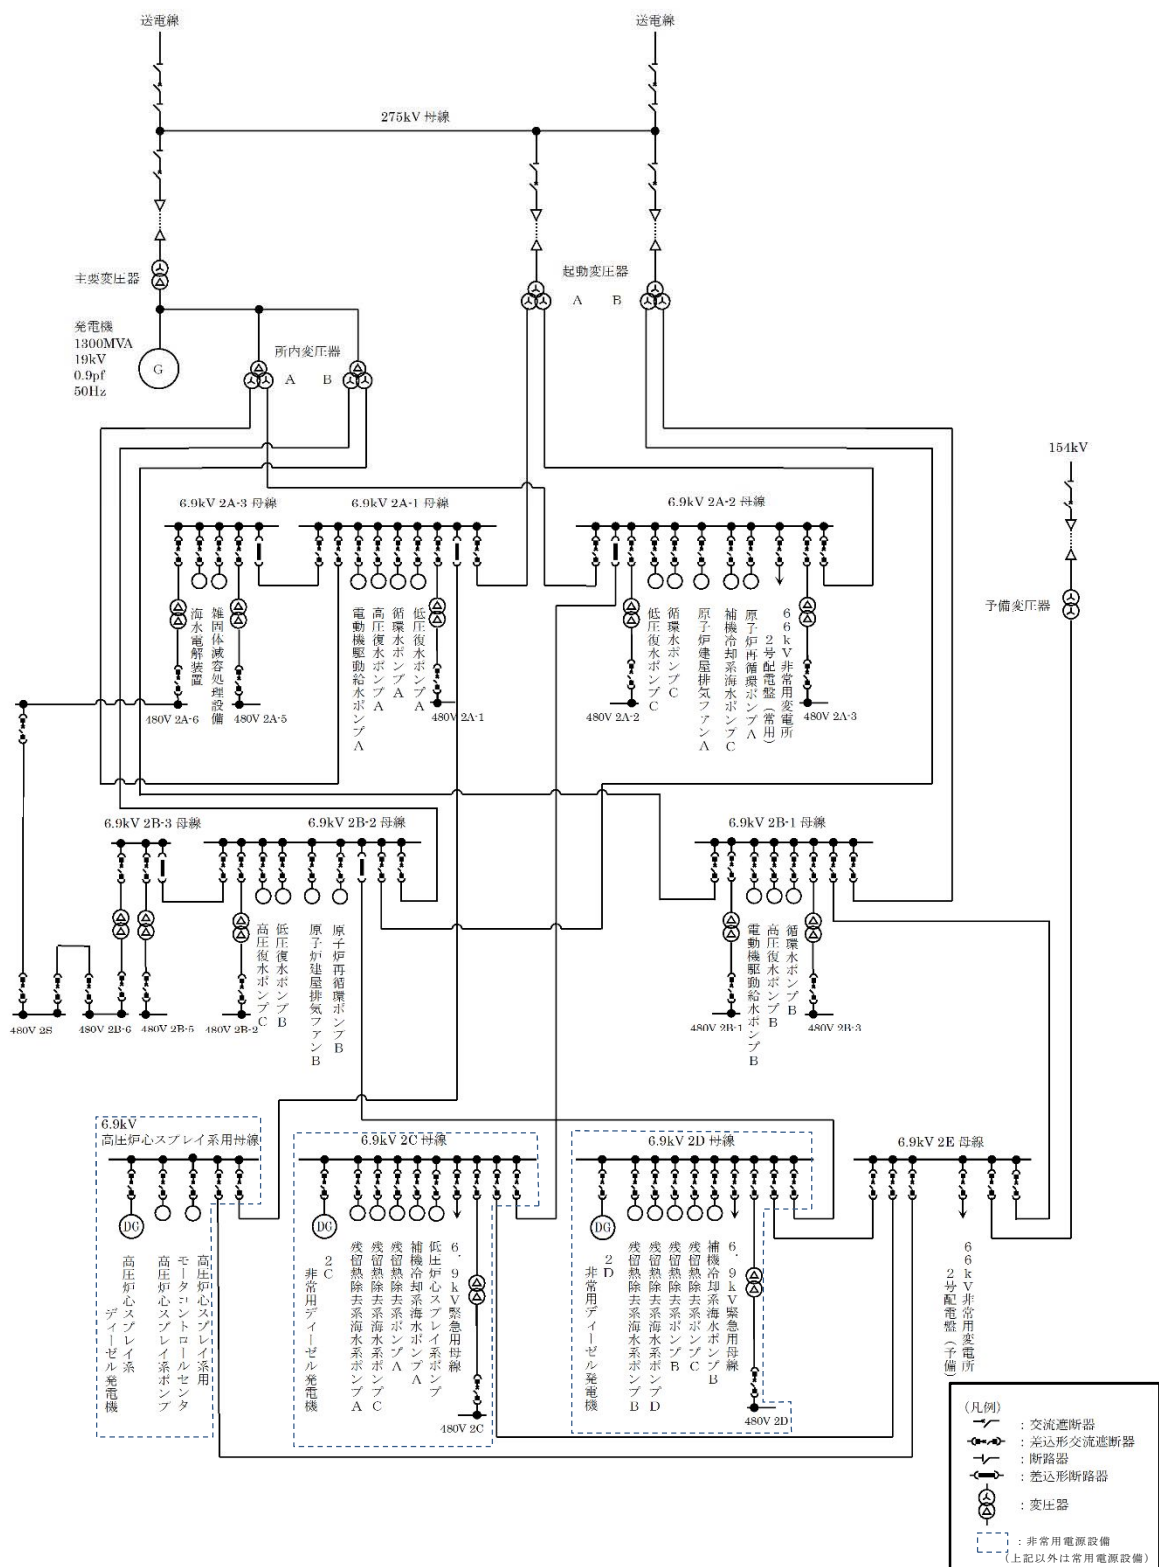 送電線
送電線
275kV 母線
主要変圧器
起動変圧器
A
B
発電機
1300MVA
19kV
0.9pf
50Hz
G
所内変圧器
A
B
154kV
予備変圧器
6.9kV 2A-3 母線
6.9kV 2A-1 母線
6.9kV 2A-2 母線
海水電解装置
雑固体減容処理設備
電動機駆動給水ポンプA
高圧復水ポンプA
循環水ポンプA
低圧復水ポンプA
低圧復水ポンプC
循環水ポンプC
原子炉建屋排気ファンA
補機冷却系海水ポンプC
原子炉再循環ポンプA
66kV非常用変電所
2号配電盤(常用)
480V 2A-6
480V 2A-5
480V 2A-1
480V 2A-2
480V 2A-3
6.9kV 2B-3 母線
6.9kV 2B-2 母線
6.9kV 2B-1 母線
高圧復水ポンプC
低圧復水ポンプB
原子炉建屋排気ファンB
原子炉再循環ポンプB
電動機駆動給水ポンプB
高圧復水ポンプB
循環水ポンプB
480V 2S
480V 2B-6
480V 2B-5
480V 2B-2
480V 2B-1
480V 2B-3
6.9kV
高圧炉心スプレイ系用母線
6.9kV 2C 母線
6.9kV 2D 母線
6.9kV 2E 母線
DG
DG
DG
高圧炉心スプレイ系
ディーゼル発電機
高圧炉心スプレイ系ポンプ
高圧炉心スプレイ系用
モータコントロールセンタ
2C
非常用ディーゼル発電機
残留熱除去系海水系ポンプA
残留熱除去系海水系ポンプC
残留熱除去系ポンプA
補機冷却系海水ポンプA
低圧炉心スプレイ系ポンプ
6.9kV緊急用母線
480V 2C
2D
非常用ディーゼル発電機
残留熱除去系海水系ポンプB
残留熱除去系海水系ポンプD
残留熱除去系ポンプB
残留熱除去系ポンプC
補機冷却系海水ポンプB
6.9kV緊急用母線
480V 2D
66kV非常用変電所
2号配電盤(予備)
(凡例)
:交流遮断器
:差込形交流遮断器
:断路器
:差込形断路器
:変圧器
:非常用電源設備
(上記以外は常用電源設備)